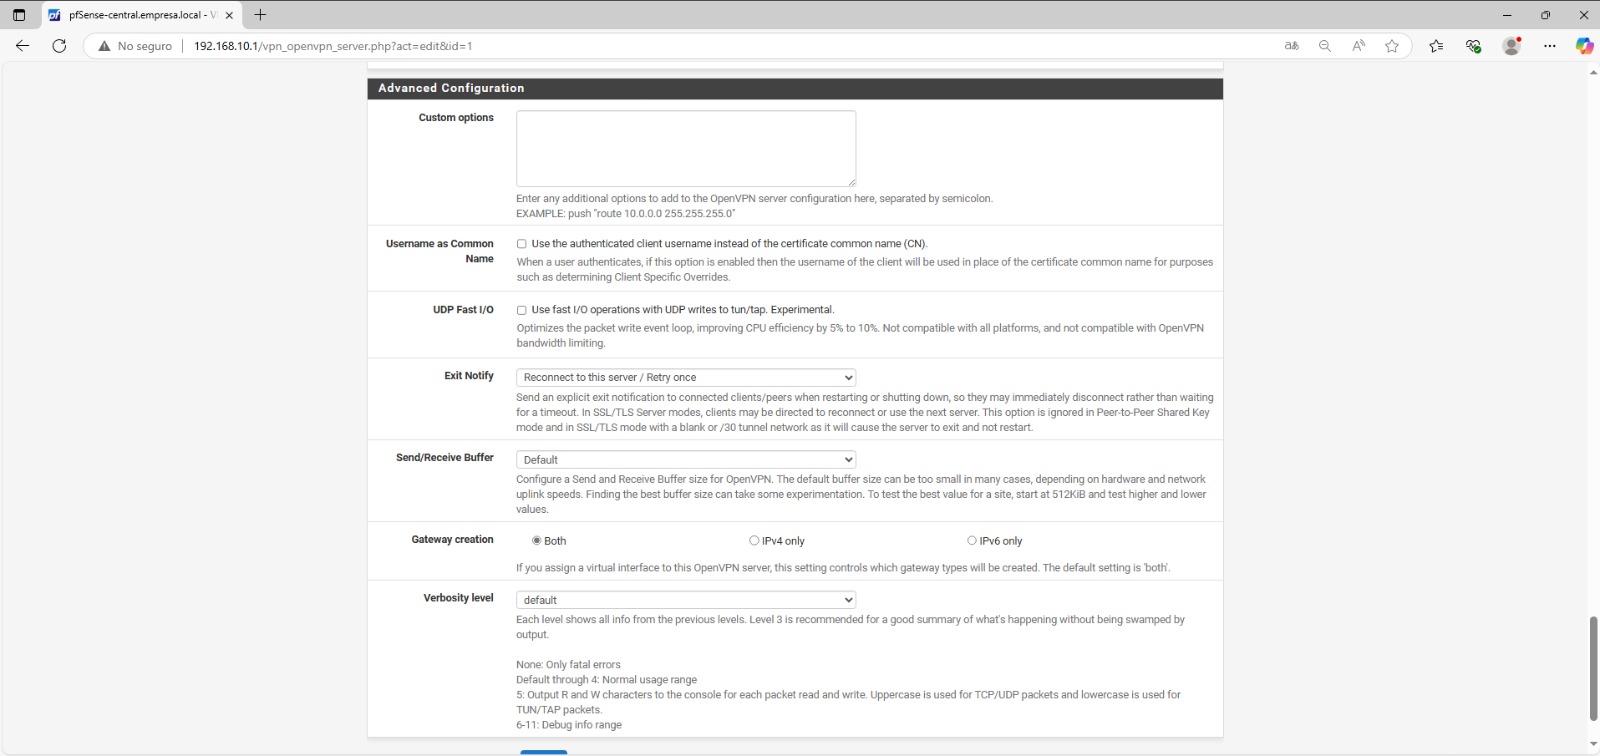 pfSense-central.empresa.local - V
No seguro
192.168.10.1/vpn_openvpn_server.php?act=edit&id=1
Advanced Configuration
Custom options
Enter any additional options to add to the OpenVPN server configuration here, separated by semicolon.
EXAMPLE: push "route 10.0.0.0 255.255.255.0"
Username as Common
Name
Use the authenticated client username instead of the certificate common name (CN).
When a user authenticates, if this option is enabled then the username of the client will be used in place of the certificate common name for purposes
such as determining Client Specific Overrides.
UDP Fast I/O
Use fast I/O operations with UDP writes to tun/tap. Experimental.
Optimizes the packet write event loop, improving CPU efficiency by 5% to 10%. Not compatible with all platforms, and not compatible with OpenVPN
bandwidth limiting.
Exit Notify
Reconnect to this server / Retry once
Send an explicit exit notification to connected clients/peers when restarting or shutting down, so they may immediately disconnect rather than waiting
for a timeout. In SSL/TLS Server modes, clients may be directed to reconnect or use the next server. This option is ignored in Peer-to-Peer Shared Key
mode and in SSL/TLS mode with a blank or /30 tunnel network as it will cause the server to exit and not restart.
Send/Receive Buffer
Default
Configure a Send and Receive Buffer size for OpenVPN. The default buffer size can be too small in many cases, depending on hardware and network
uplink speeds. Finding the best buffer size can take some experimentation. To test the best value for a site, start at 512KiB and test higher and lower
values.
Gateway creation
Both
IPv4 only
IPv6 only
If you assign a virtual interface to this OpenVPN server, this setting controls which gateway types will be created. The default setting is 'both'.
Verbosity level
default
Each level shows all info from the previous levels. Level 3 is recommended for a good summary of what's happening without being swamped by
output.
None: Only fatal errors
Default through 4: Normal usage range
5: Output R and W characters to the console for each packet read and write. Uppercase is used for TCP/UDP packets and lowercase is used for
TUN/TAP packets.
6-11: Debug info range